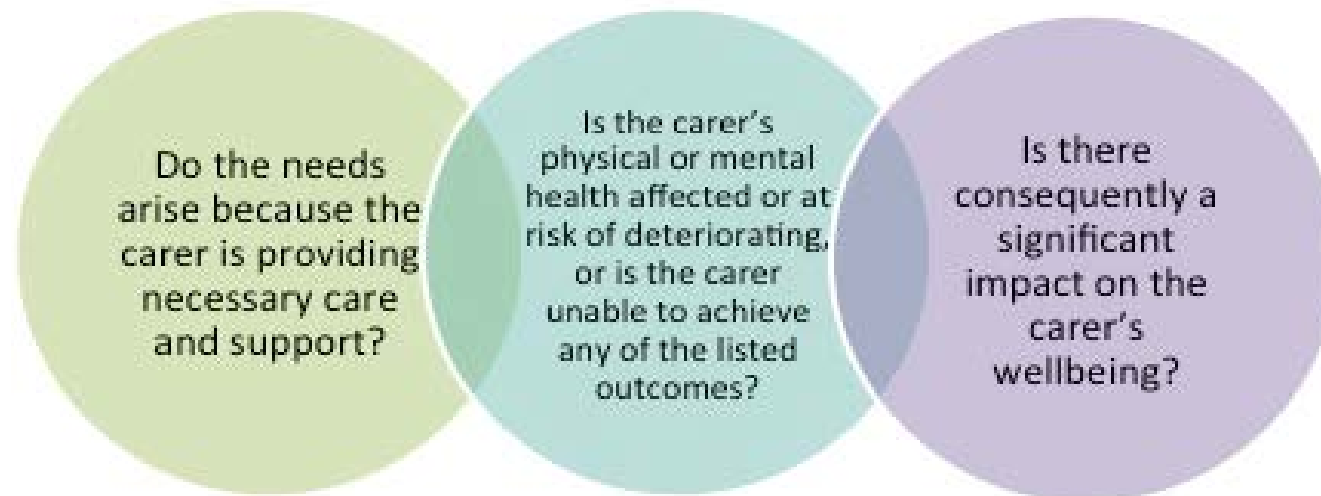 Do the needs
arise because the
carer is providing
necessary care
and support?
Is the carer’s
physical or mental
health affected or at
risk of deteriorating,
or is the carer
unable to achieve
any of the listed
outcomes?
Is there
consequently a
significant
impact on the
carer’s
wellbeing?